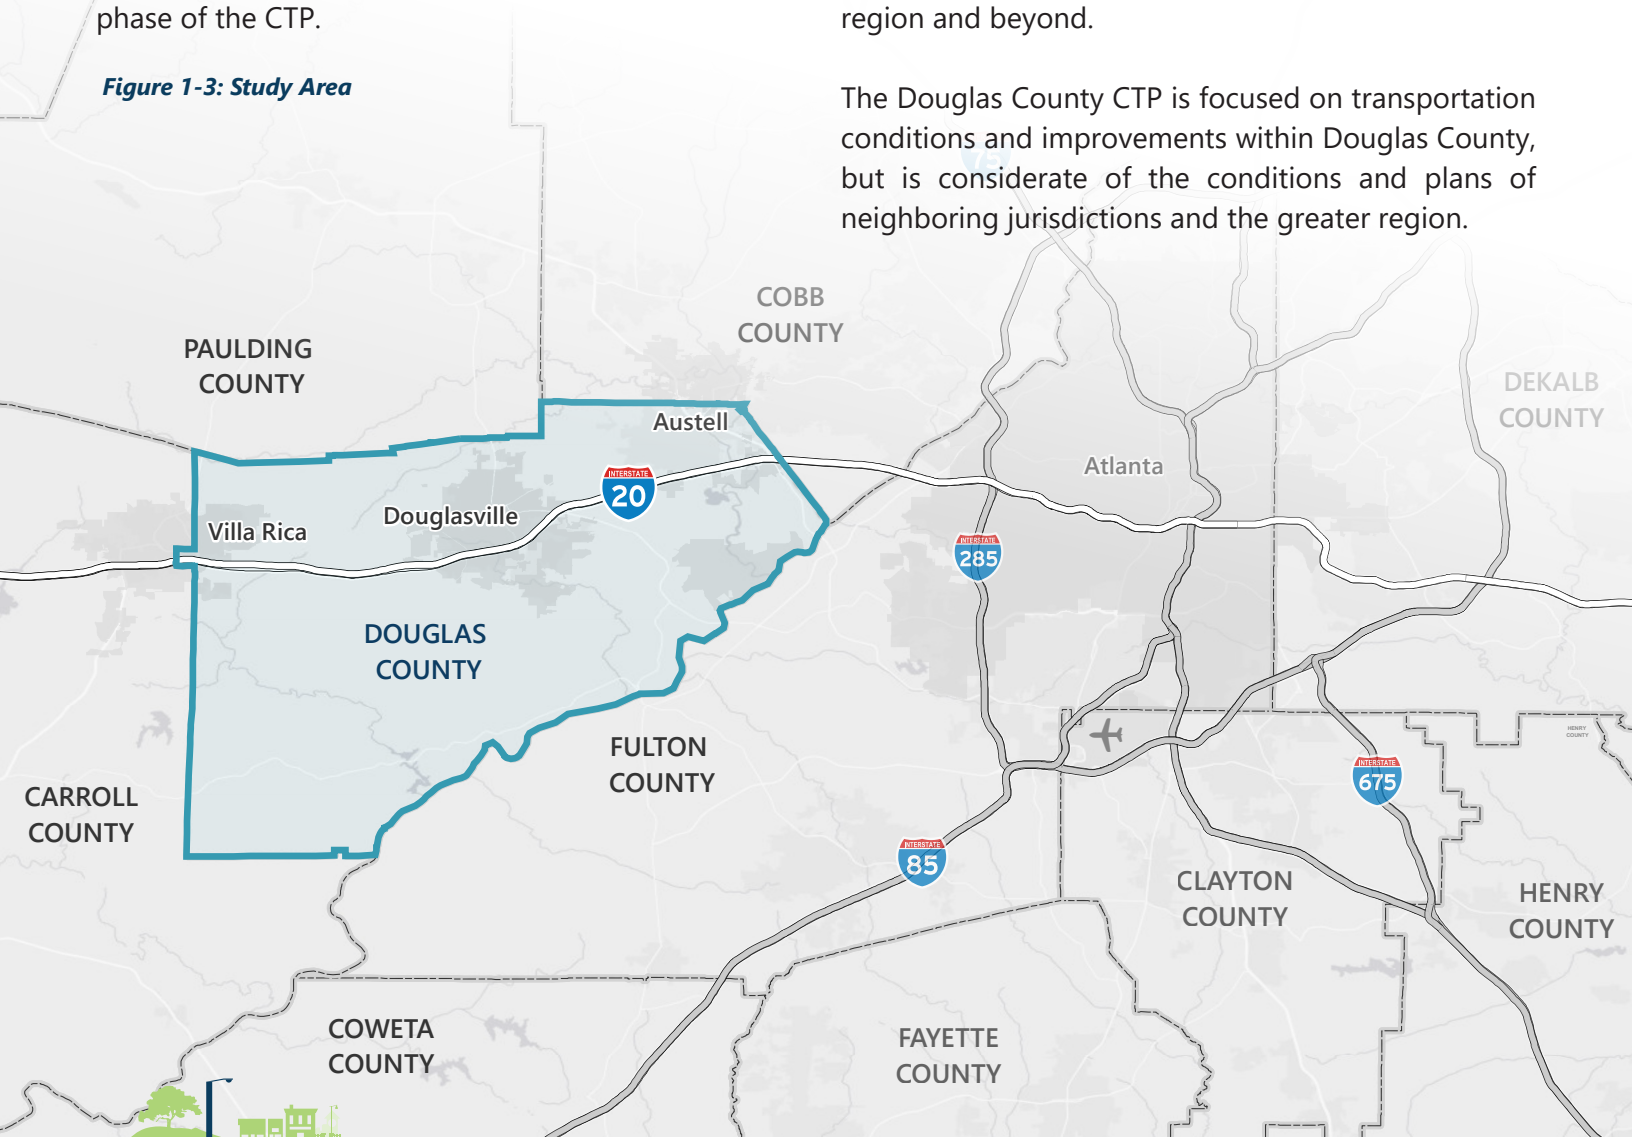 phase of the CTP.
Figure 1-3: Study Area
region and beyond.
The Douglas County CTP is focused on transportation
conditions and improvements within Douglas County,
but is considerate of the conditions and plans of
neighboring jurisdictions and the greater region.
75
COBB
COUNTY
PAULDING
COUNTY
DEKALB
COUNTY
Austell
Atlanta
INTERSTATE
20
Douglasville
Villa Rica
INTERSTATE
285
DOUGLAS
COUNTY
FULTON
COUNTY
HENRY
COUNTY
INTERSTATE
675
CARROLL
COUNTY
INTERSTATE
85
CLAYTON
COUNTY
HENRY
COUNTY
COWETA
COUNTY
FAYETTE
COUNTY